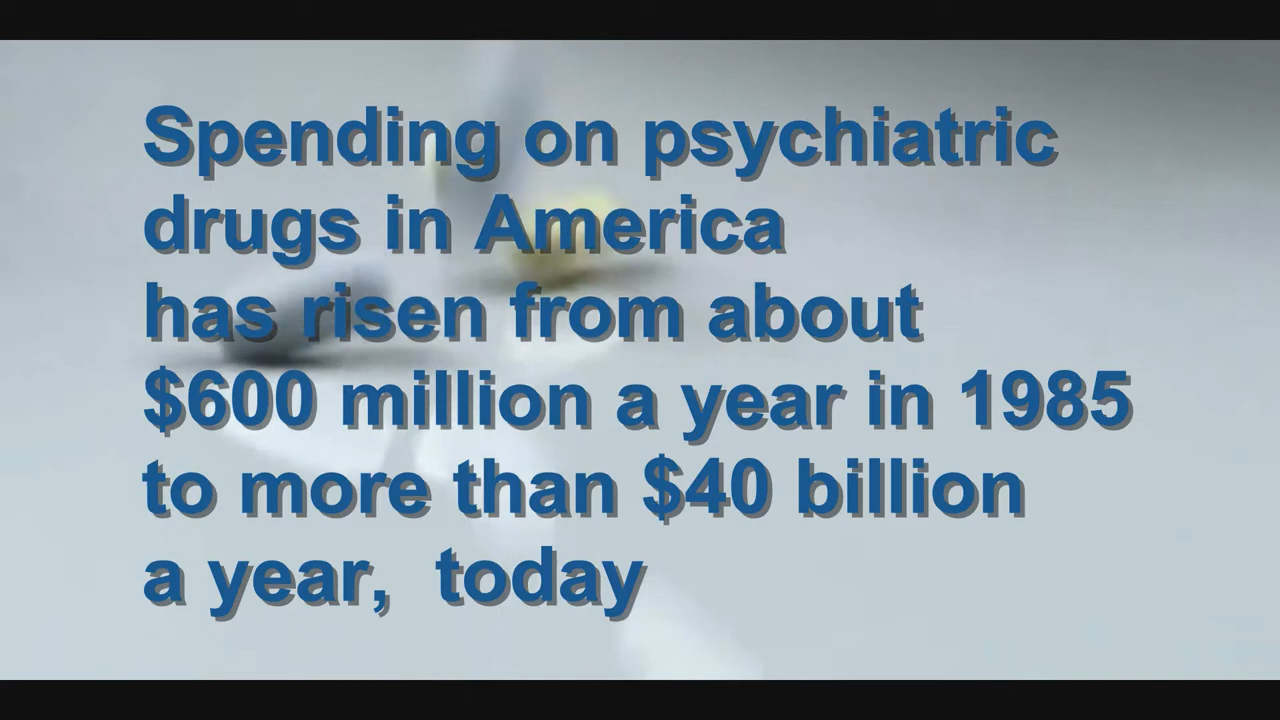 Spending on psychiatric
drugs in America
has risen from about
$600 million a year in 1985
to more than $40 billion
a year,  today